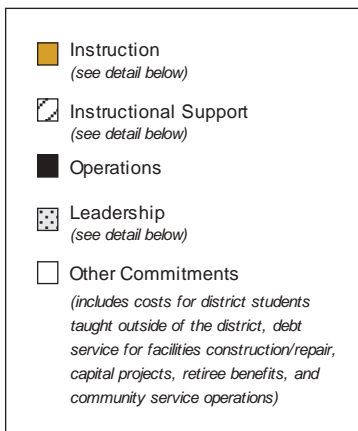 Instruction
(see detail below)
Instructional Support
(see detail below)
Operations
Leadership
(see detail below)
Other Commitments
(includes costs for district students
taught outside of the district, debt
service for facilities construction/repair,
capital projects, retiree benefits, and
community service operations)